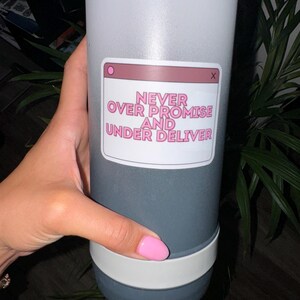 X
NEVER
OVER PROMISE
AND
UNDER DELIVER